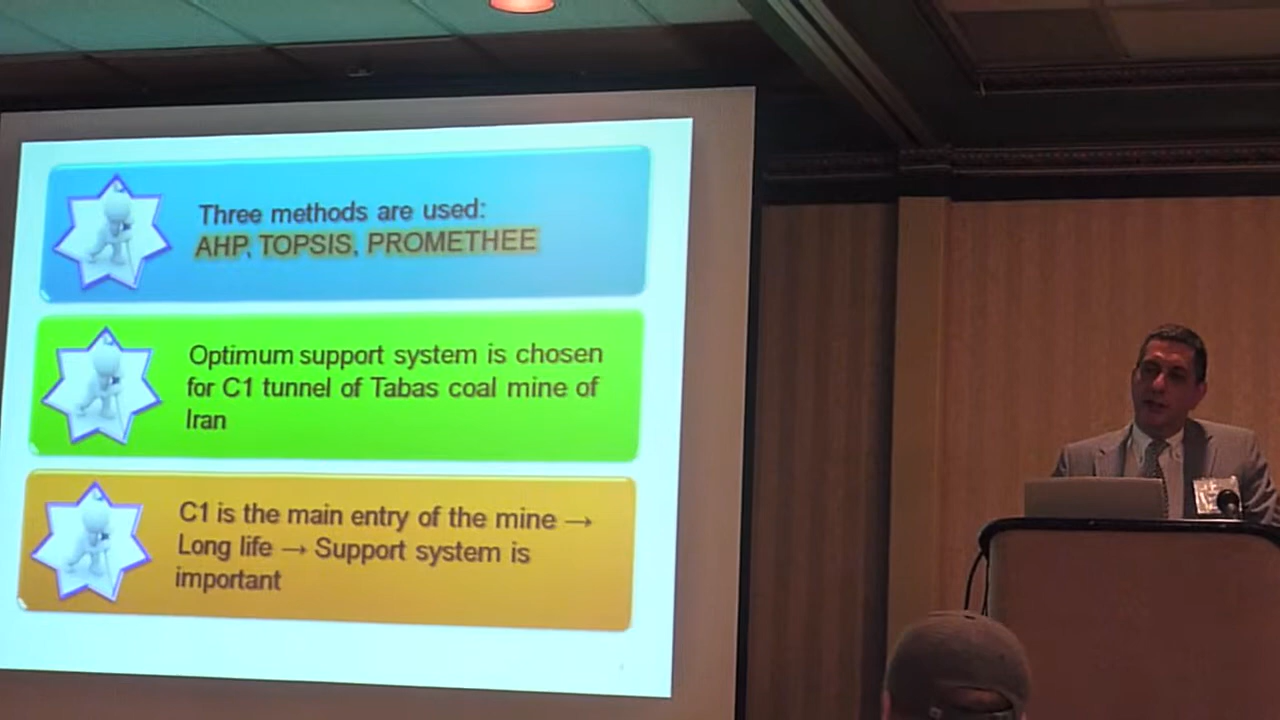 Three methods are used:
AHP, TOPSIS, PROMETHEE
Optimum support system is chosen
for C1 tunnel of Tabas coal mine of
Iran
C1 is the main entry of the mine →
Long life → Support system is
important